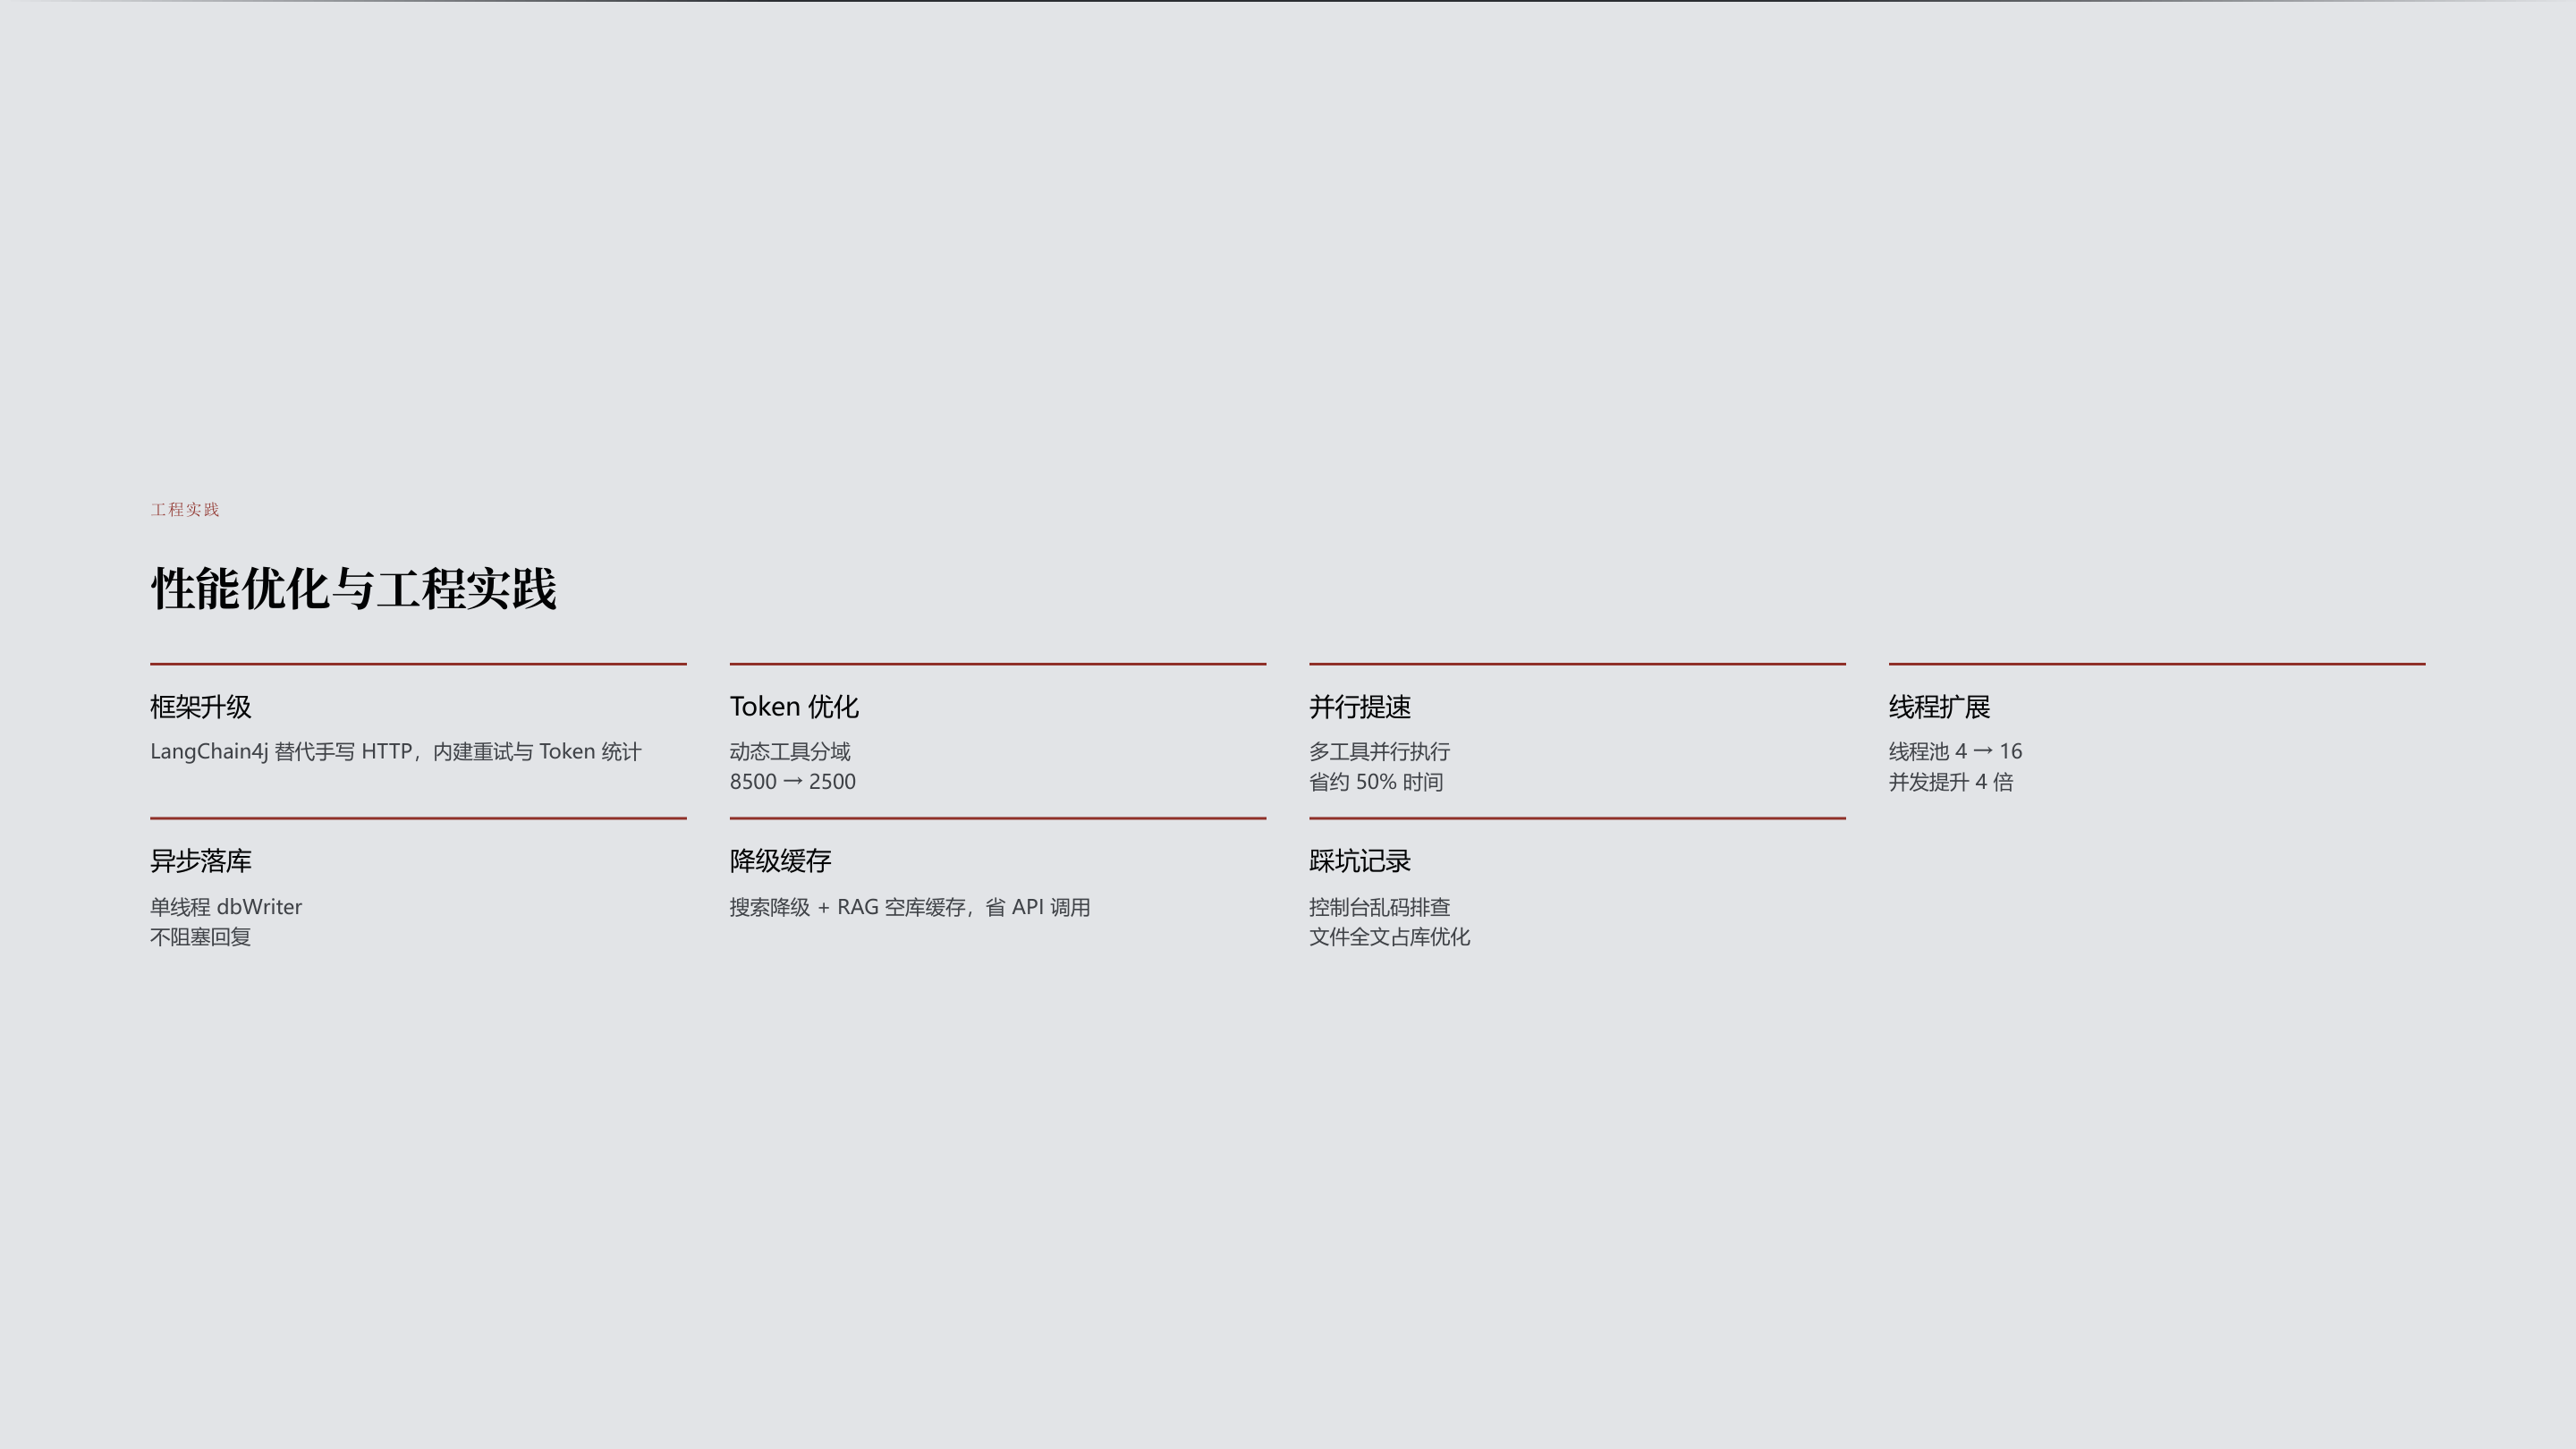 工程实践
性能优化与工程实践
框架升级
LangChain4j 替代手写 HTTP，内建重试与 Token 统计
Token 优化
动态工具分域
8500 → 2500
并行提速
多工具并行执行
省约 50% 时间
线程扩展
线程池 4 → 16
并发提升 4 倍
异步落库
单线程 dbWriter
不阻塞回复
降级缓存
搜索降级 + RAG 空库缓存，省 API 调用
踩坑记录
控制台乱码排查
文件全文占库优化